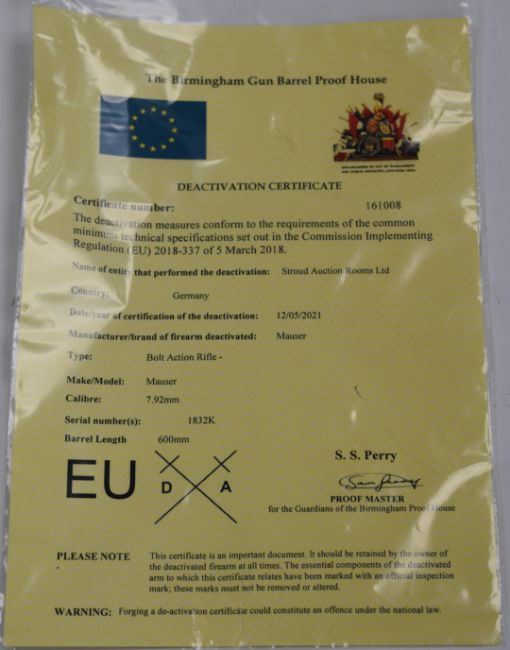 The Birmingham Gun Barrel Proof House
DEACTIVATION CERTIFICATE
Certificate number: 161008
The deactivation measures conform to the requirements of the common
minimum technical specifications set out in the Commission Implementing
Regulation (EU) 2018-337 of 5 March 2018.
Name of entity that performed the deactivation: Stroud Auction Rooms Ltd
Country: Germany
Date/year of certification of the deactivation: 12/05/2021
Manufacturer/brand of firearm deactivated: Mauser
Type: Bolt Action Rifle -
Make/Model: Mauser
Calibre: 7.92mm
Serial number(s): 1832K
Barrel Length 600mm
EU D A
S. S. Perry
PROOF MASTER
for the Guardians of the Birmingham Proof House
PLEASE NOTE This certificate is an important document. It should be retained by the owner of
the deactivated firearm at all times. The essential components of the deactivated
arm to which this certificate relates have been marked with an official inspection
mark; these marks must not be removed or altered.
WARNING: Forging a de-activation certificate could constitute an offence under the national law.